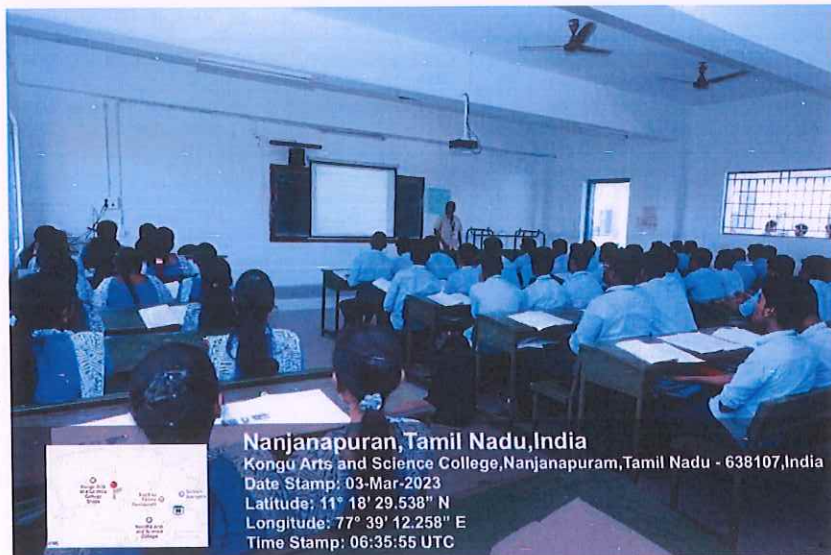 Nanjanapuran,Tamil Nadu,India
Kongu Arts and Science College,Nanjanapuram,Tamil Nadu - 638107,India
Date Stamp: 03-Mar-2023
Latitude: 11° 18' 29.538" N
Longitude: 77° 39' 12.258" E
Time Stamp: 06:35:55 UTC